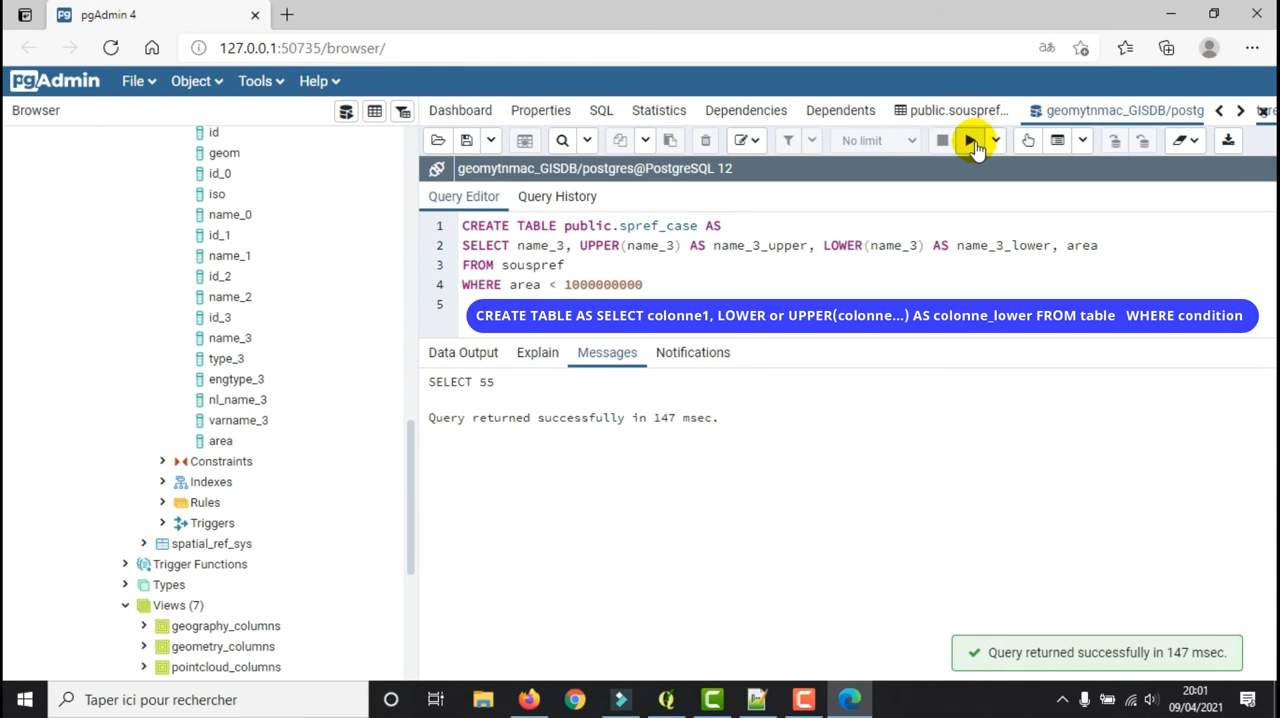 pgAdmin 4
127.0.0.1:50735/browser/
pgAdmin File Object Tools Help
Browser
Dashboard Properties SQL Statistics Dependencies Dependents public.souspref... geomytnmac_GISDB/postg
No limit
geomytnmac_GISDB/postgres@PostgreSQL 12
Query Editor Query History
1 CREATE TABLE public.spref_case AS
2 SELECT name_3, UPPER(name_3) AS name_3_upper, LOWER(name_3) AS name_3_lower, area
3 FROM souspref
4 WHERE area < 1000000000
5
CREATE TABLE AS SELECT colonne1, LOWER or UPPER(colonne...) AS colonne_lower FROM table WHERE condition
Data Output Explain Messages Notifications
SELECT 55
Query returned successfully in 147 msec.
id
geom
id_0
iso
name_0
id_1
name_1
id_2
name_2
id_3
name_3
type_3
engtype_3
nl_name_3
varname_3
area
Constraints
Indexes
Rules
Triggers
spatial_ref_sys
Trigger Functions
Types
Views (7)
geography_columns
geometry_columns
pointcloud_columns
Query returned successfully in 147 msec.
Taper ici pour rechercher
20:01
09/04/2021